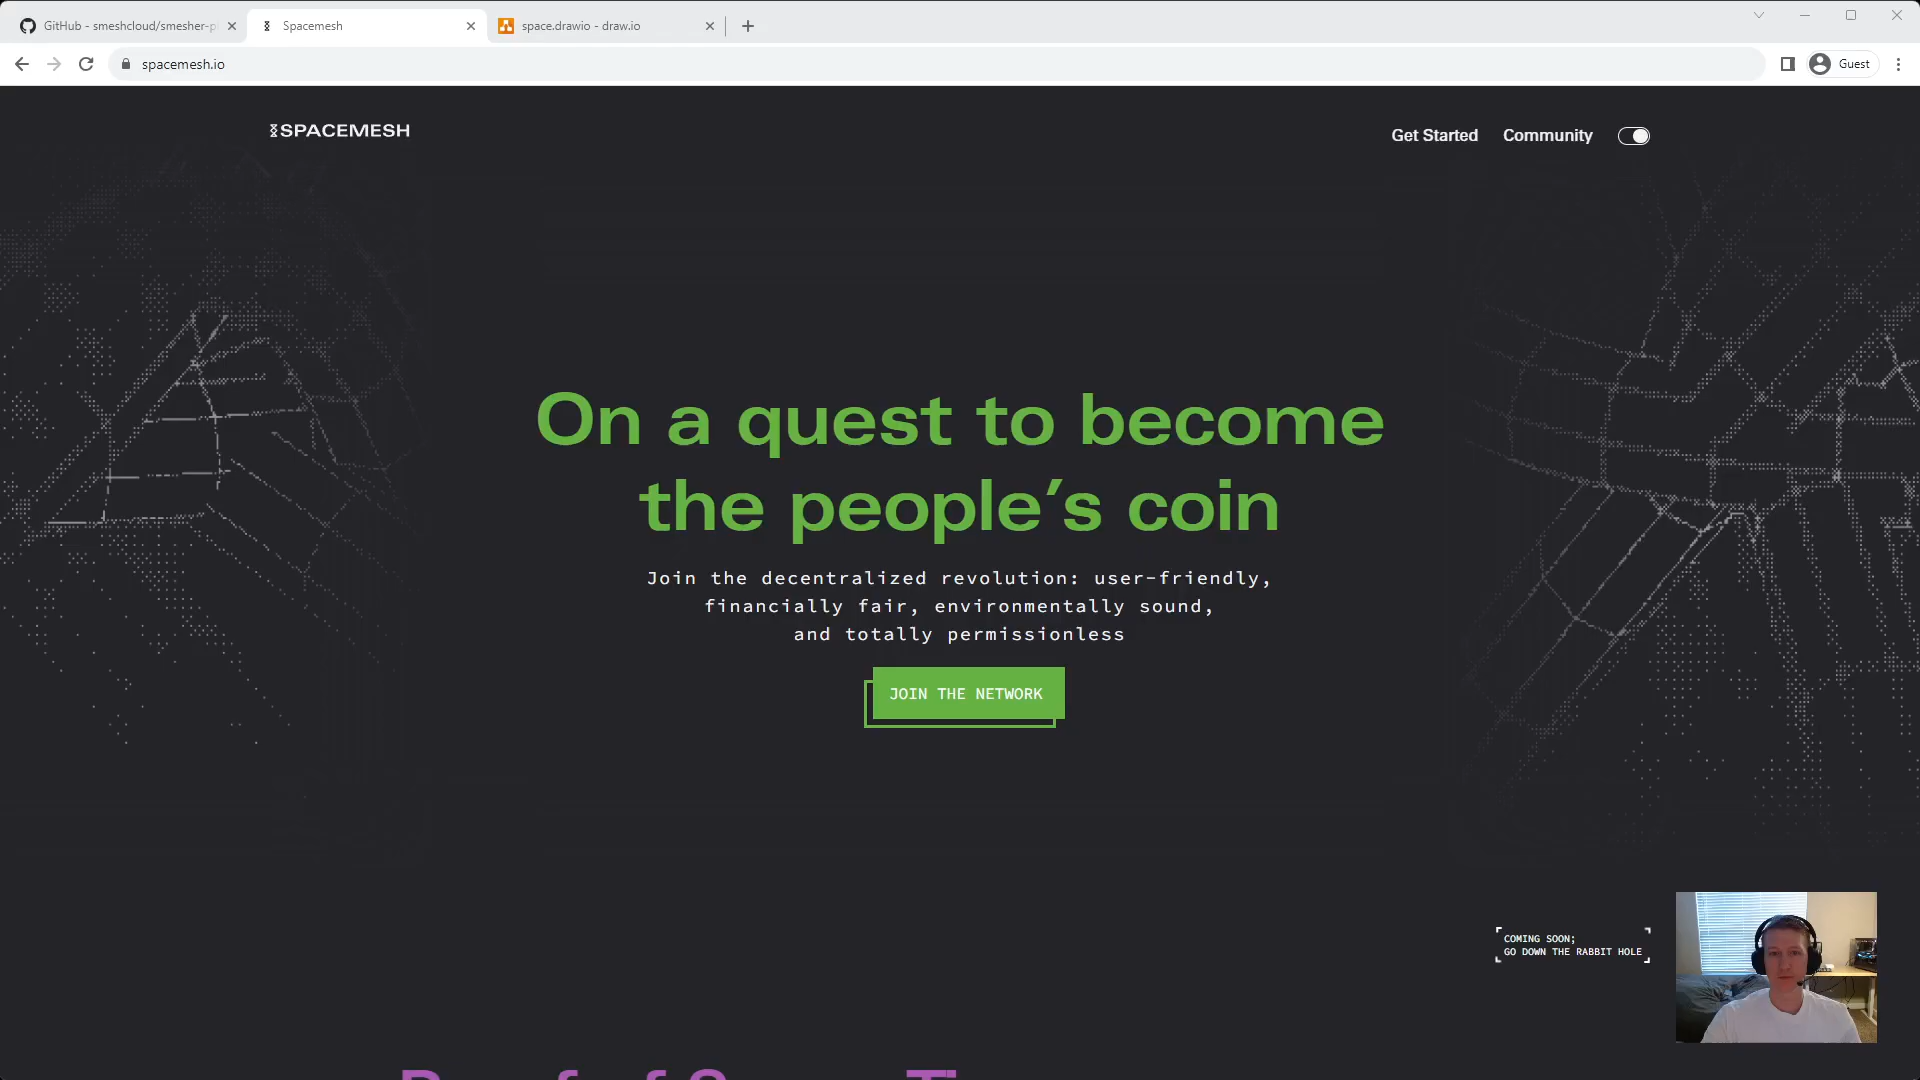 GitHub - smeshcloud/smesher-p
Spacemesh
space.drawio - draw.io
spacemesh.io
Guest
SPACEMESH
Get Started
Community
On a quest to become
the people’s coin
Join the decentralized revolution: user-friendly,
financially fair, environmentally sound,
and totally permissionless
JOIN THE NETWORK
COMING SOON;
GO DOWN THE RABBIT HOLE